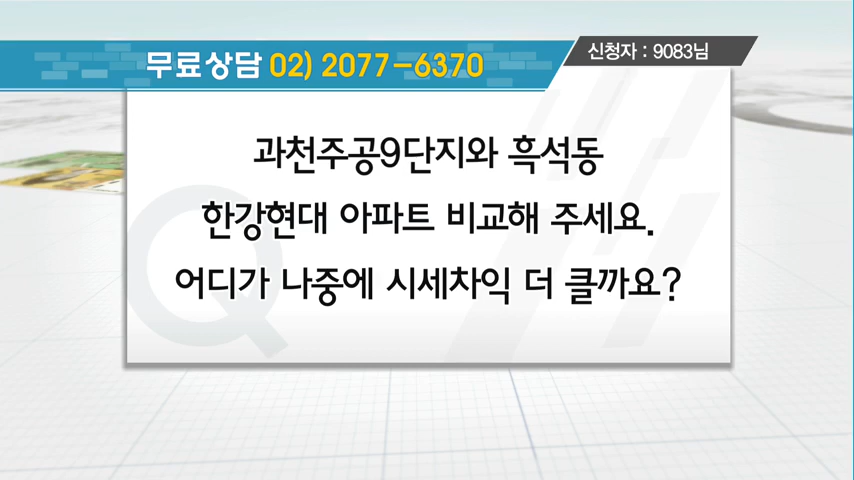 무료상담 02) 2077-6370
신청자 : 9083님
과천주공9단지와 흑석동
한강현대 아파트 비교해 주세요.
어디가 나중에 시세차익 더 클까요?